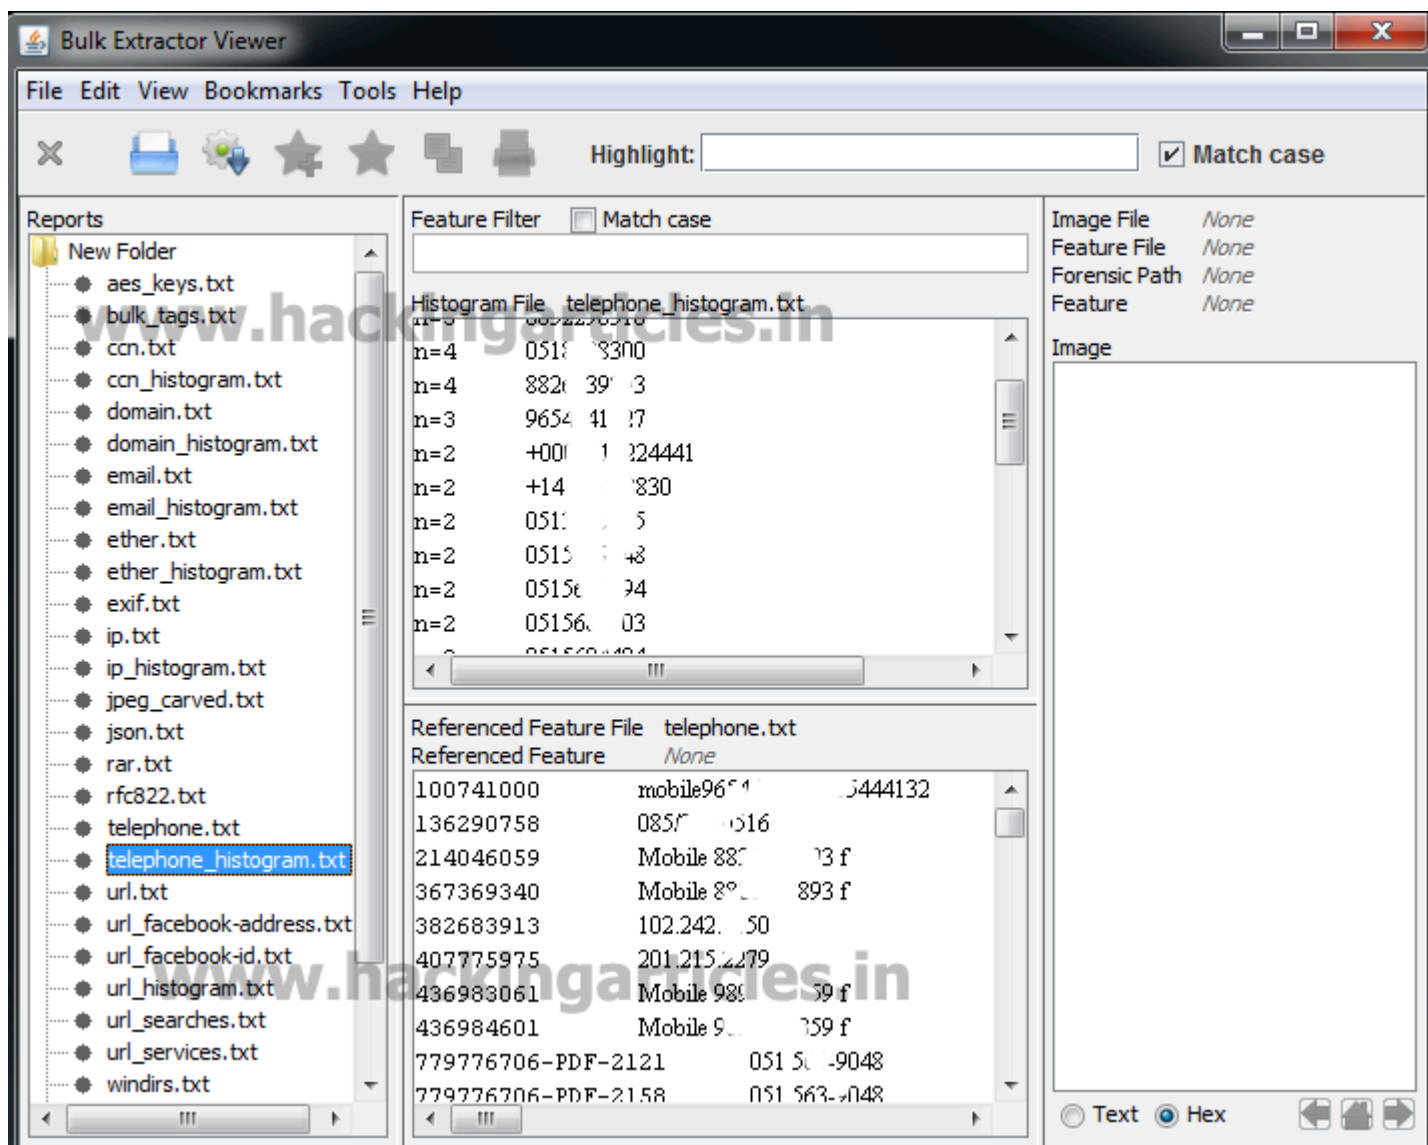 Bulk Extractor Viewer
File Edit View Bookmarks Tools Help
Highlight: Match case
Reports
New Folder
aes_keys.txt
bulk_tags.txt
ccn.txt
ccn_histogram.txt
domain.txt
domain_histogram.txt
email.txt
email_histogram.txt
ether.txt
ether_histogram.txt
exif.txt
ip.txt
ip_histogram.txt
jpeg_carved.txt
json.txt
rar.txt
rfc822.txt
telephone.txt
telephone_histogram.txt
url.txt
url_facebook-address.txt
url_facebook-id.txt
url_histogram.txt
url_searches.txt
url_services.txt
windirs.txt
Feature Filter Match case
Histogram File telephone_histogram.txt
n=4
n=4
n=3
n=2
n=2
n=2
n=2
n=2
n=2
Referenced Feature File telephone.txt
Referenced Feature None
100741000
136290758
214046059 Mobile
367369340 Mobile
382683913
407775975
436983061 Mobile
436984601 Mobile
779776706-PDF-2121 051
779776706-PDF-2158 051
Image File None
Feature File None
Forensic Path None
Feature None
Image
Text Hex
www.hackingarticles.in
www.hackingarticles.in